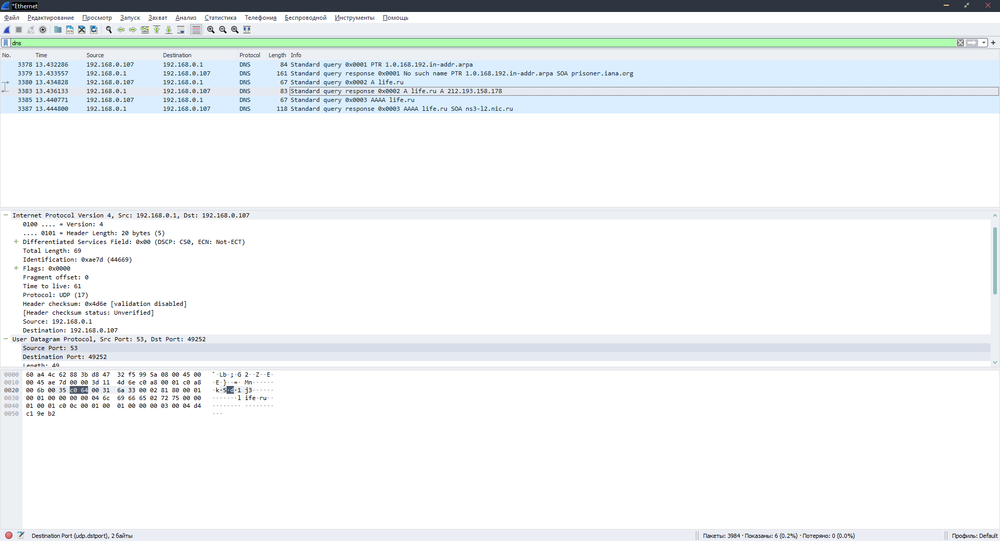 *Ethernet
Файл Редактирование Просмотр Запуск Захват Анализ Статистика Телефония Беспроводной Инструменты Помощь
dns
No. Time Source Destination Protocol Length Info
3378 13.432286 192.168.0.107 192.168.0.1 DNS 84 Standard query 0x0001 PTR 1.0.168.192.in-addr.arpa
3379 13.433557 192.168.0.1 192.168.0.107 DNS 161 Standard query response 0x0001 No such name PTR 1.0.168.192.in-addr.arpa SOA prisoner.iana.org
3380 13.434828 192.168.0.107 192.168.0.1 DNS 67 Standard query 0x0002 A life.ru
3383 13.436133 192.168.0.1 192.168.0.107 DNS 83 Standard query response 0x0002 A life.ru A 212.193.158.178
3385 13.440771 192.168.0.107 192.168.0.1 DNS 67 Standard query 0x0003 AAAA life.ru
3387 13.444800 192.168.0.1 192.168.0.107 DNS 118 Standard query response 0x0003 AAAA life.ru SOA ns3-l2.nic.ru
Internet Protocol Version 4, Src: 192.168.0.1, Dst: 192.168.0.107
0100 .... = Version: 4
.... 0101 = Header Length: 20 bytes (5)
Differentiated Services Field: 0x00 (DSCP: CS0, ECN: Not-ECT)
Total Length: 69
Identification: 0xae7d (44669)
Flags: 0x0000
Fragment offset: 0
Time to live: 61
Protocol: UDP (17)
Header checksum: 0x4d6e [validation disabled]
[Header checksum status: Unverified]
Source: 192.168.0.1
Destination: 192.168.0.107
User Datagram Protocol, Src Port: 53, Dst Port: 49252
Source Port: 53
Destination Port: 49252
Length: 49
0000 60 a4 4c 62 88 3b d8 47 32 f5 99 5a 08 00 45 00 `·Lb·;·G 2··Z··E·
0010 00 45 ae 7d 00 00 3d 11 4d 6e c0 a8 00 01 c0 a8 ·E·}··=· Mn······
0020 00 6b 00 35 c0 64 00 31 6a 33 00 02 81 80 00 01 ·k·5·d·1 j3······
0030 00 01 00 00 00 00 04 6c 69 66 65 02 72 75 00 00 ·······l ife·ru··
0040 01 00 01 c0 0c 00 01 00 01 00 00 00 03 00 04 d4 ········ ········
0050 c1 9e b2 ···
Destination Port (udp.dstport), 2 байты Пакеты: 3984 · Показаны: 6 (0.2%) · Потеряно: 0 (0.0%) Профиль: Default